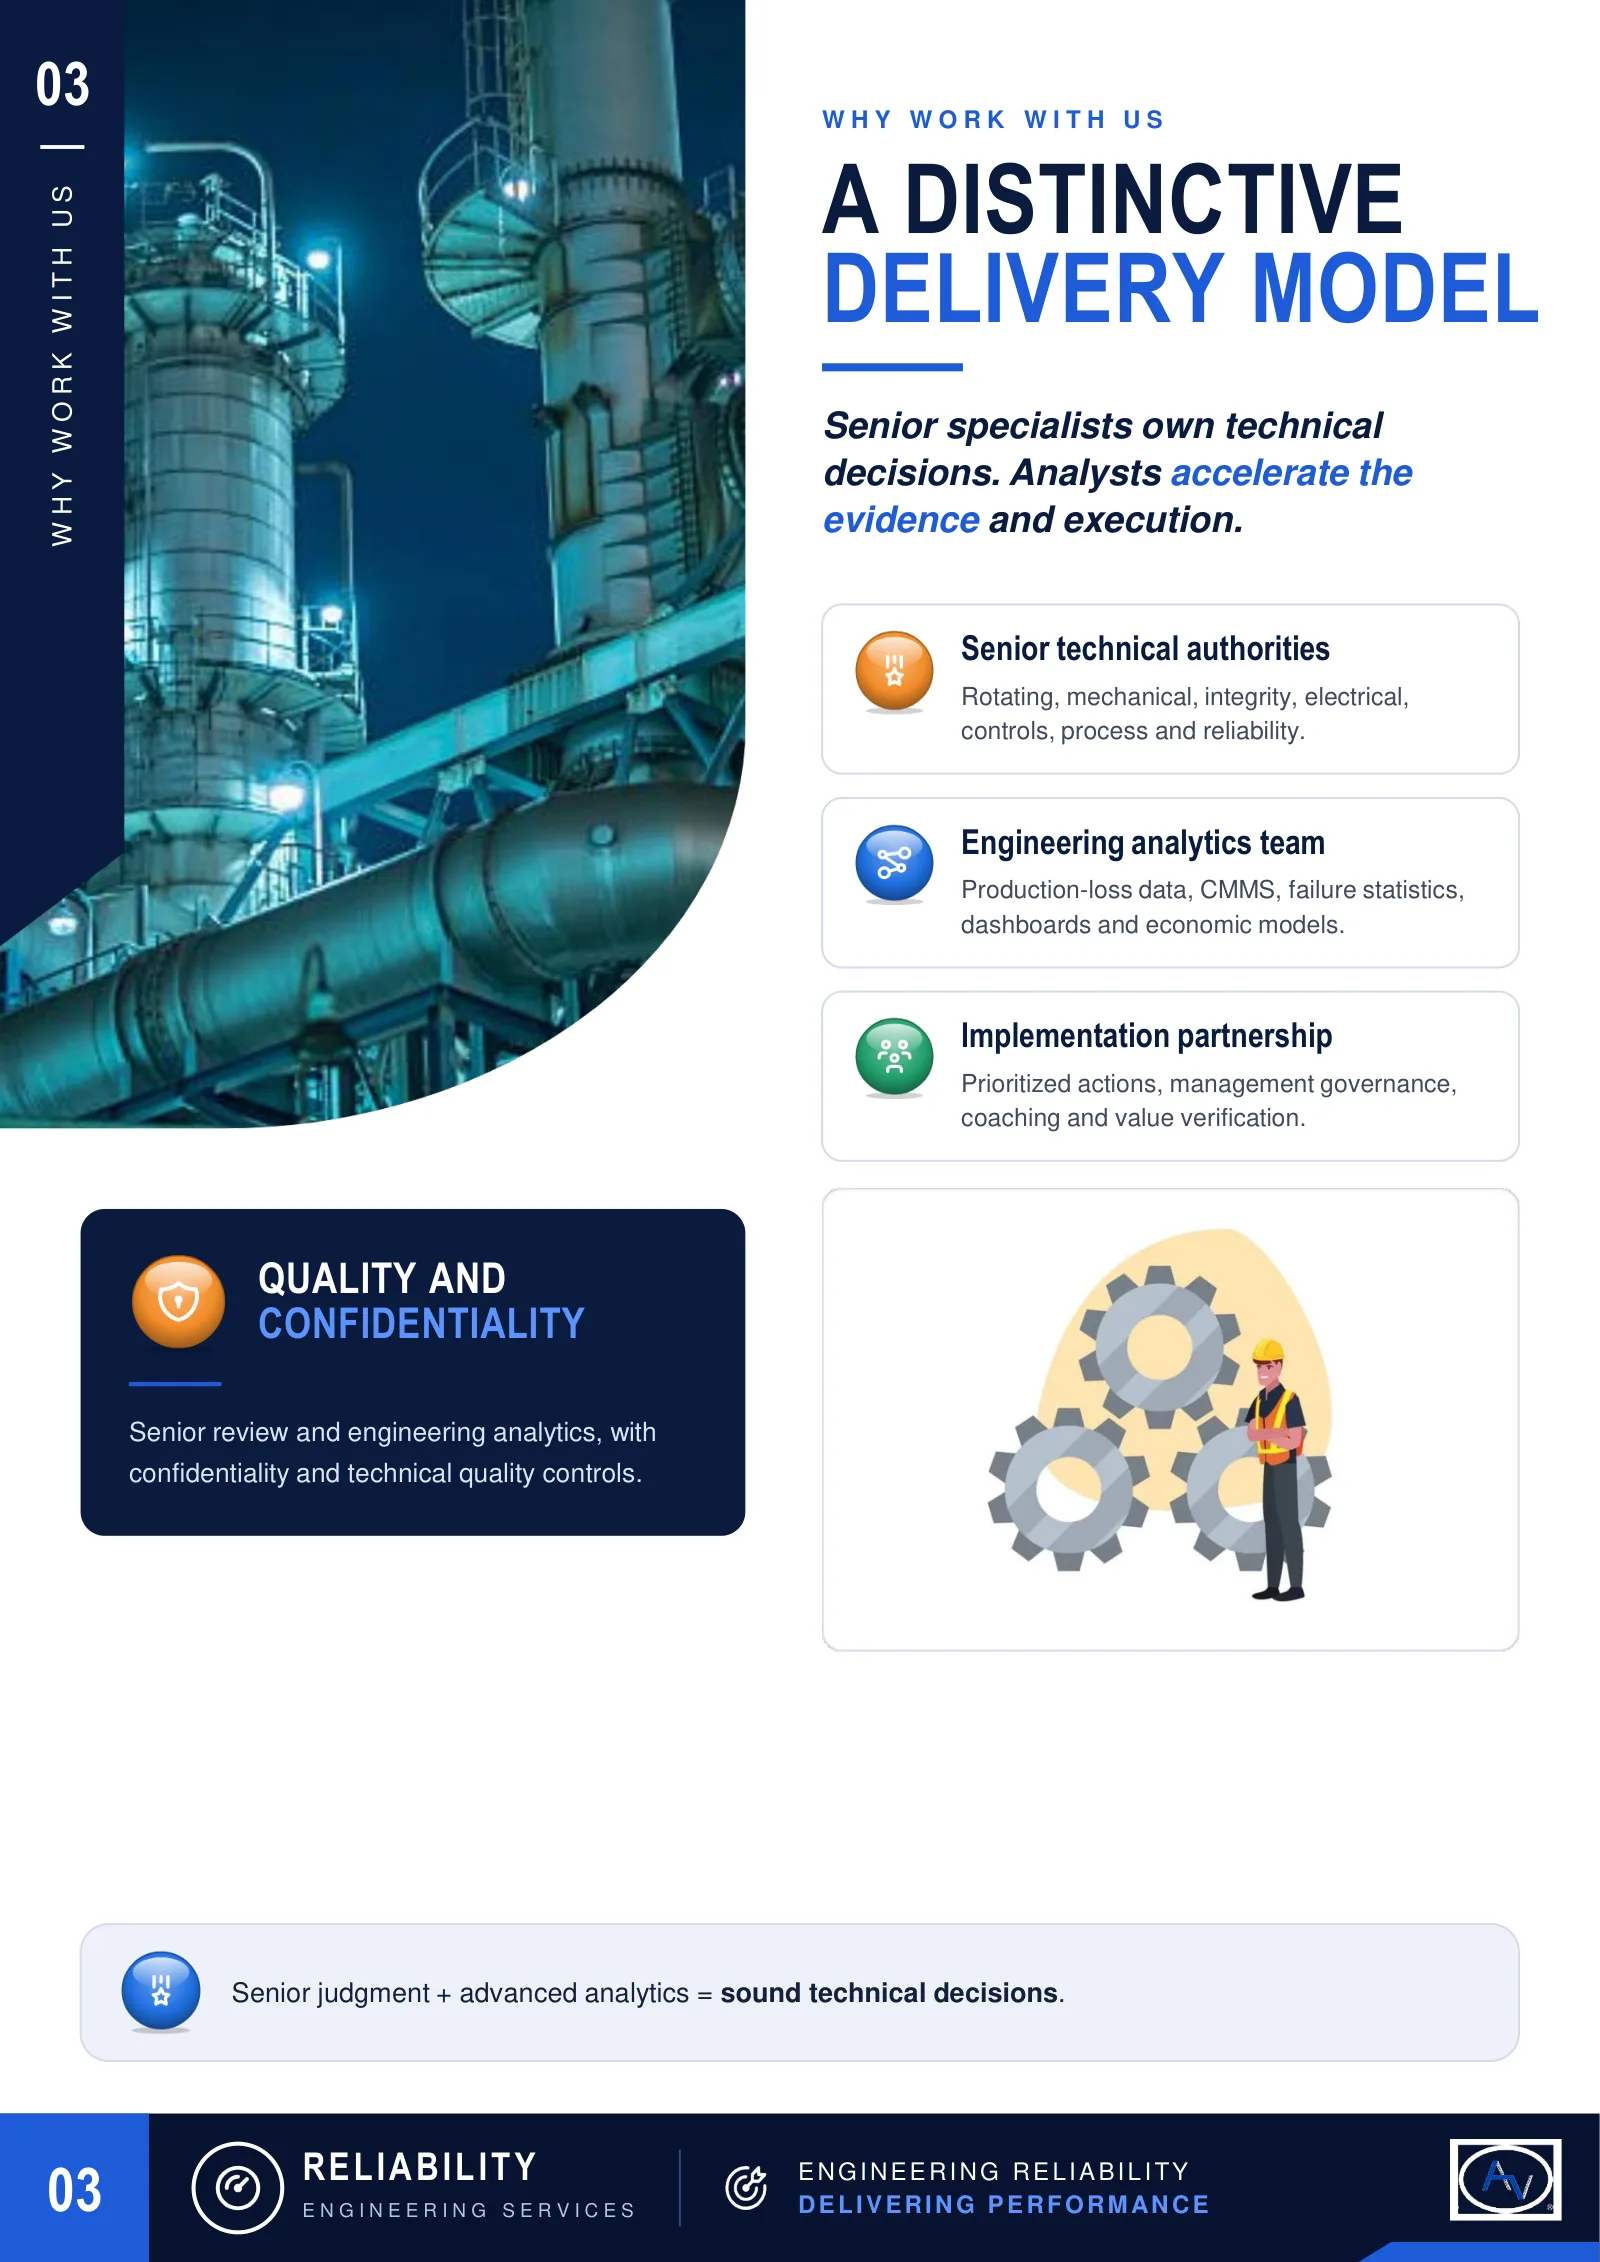 03
WHY WORK WITH US
WHY WORK WITH US
A DISTINCTIVE
DELIVERY MODEL
Senior specialists own technical
decisions. Analysts accelerate the
evidence and execution.
Senior technical authorities
Rotating, mechanical, integrity, electrical,
controls, process and reliability.
Engineering analytics team
Production-loss data, CMMS, failure statistics,
dashboards and economic models.
Implementation partnership
Prioritized actions, management governance,
coaching and value verification.
QUALITY AND
CONFIDENTIALITY
Senior review and engineering analytics, with
confidentiality and technical quality controls.
Senior judgment + advanced analytics = sound technical decisions.
03
RELIABILITY
ENGINEERING SERVICES
ENGINEERING RELIABILITY
DELIVERING PERFORMANCE
AV
®